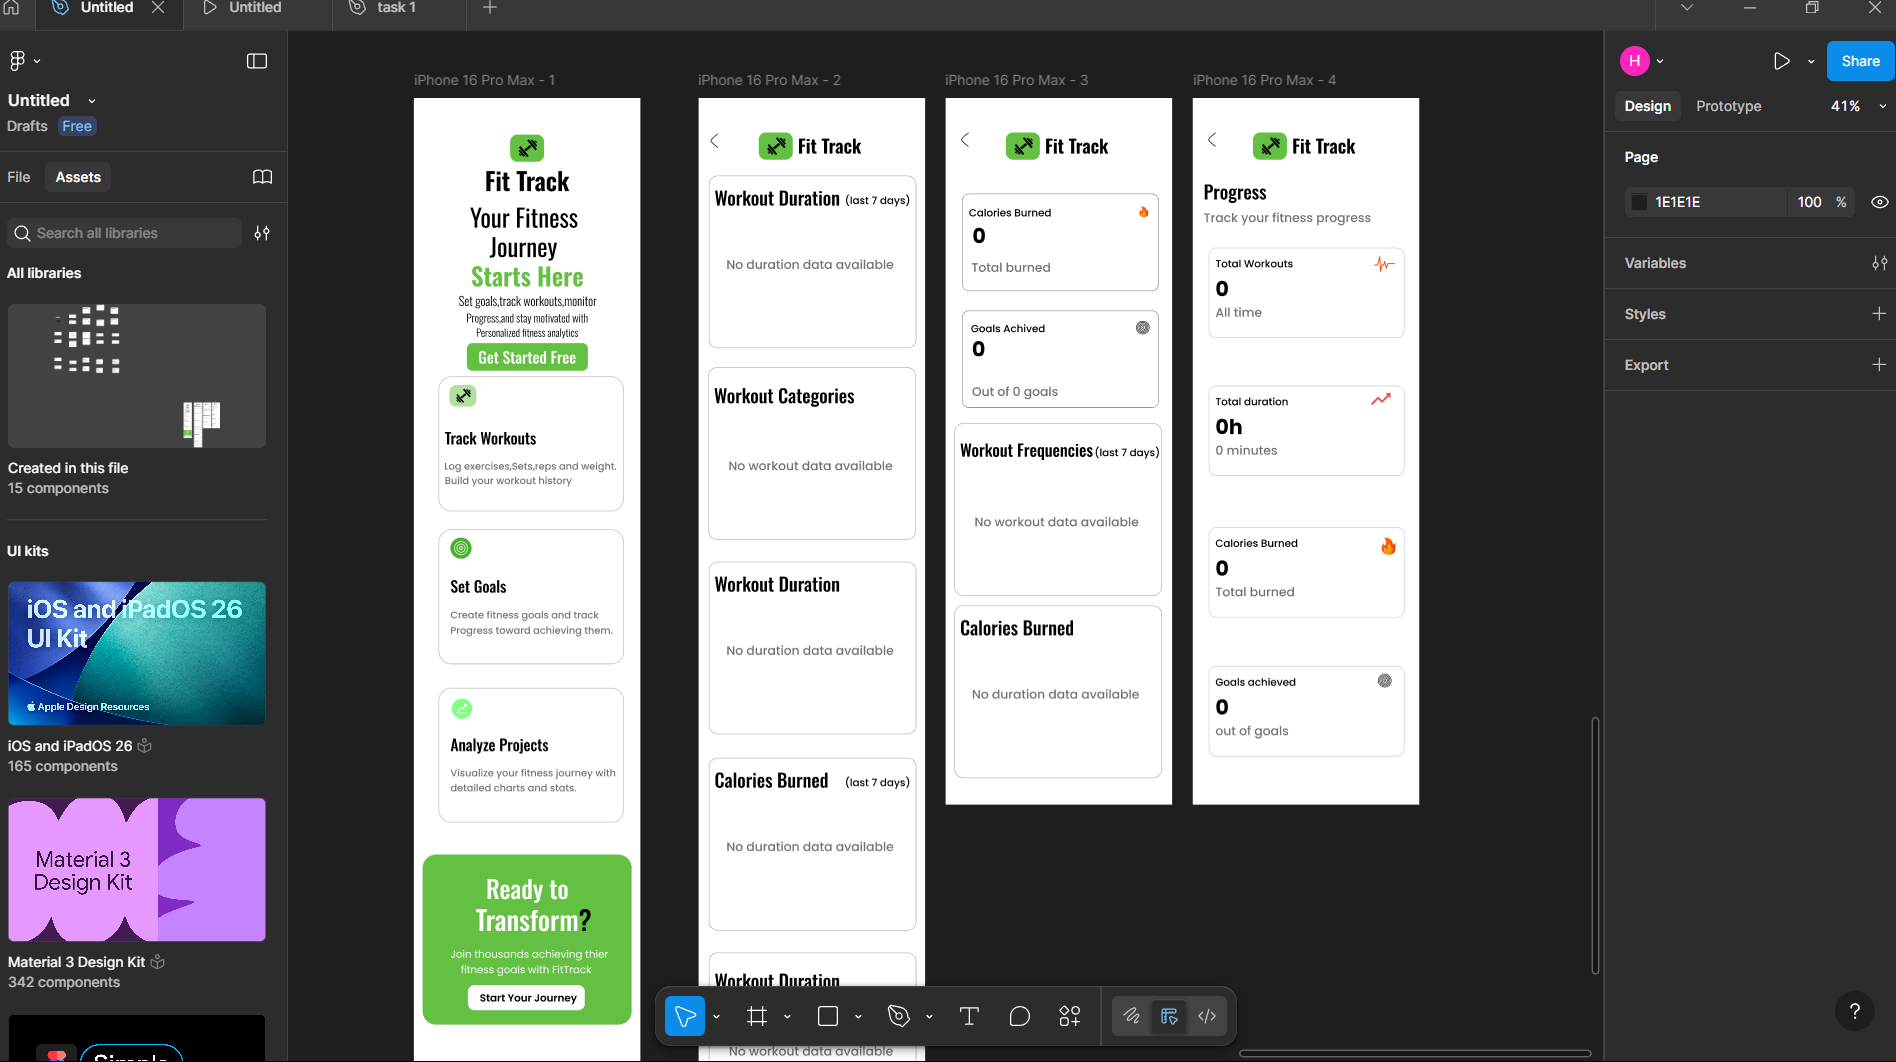 Untitled
Untitled
task 1
Untitled
Drafts Free
File Assets
Search all libraries
All libraries
Created in this file
15 components
UI kits
iOS and iPadOS 26
UI Kit
Apple Design Resources
iOS and iPadOS 26
165 components
Material 3
Design Kit
Material 3 Design Kit
342 components
iPhone 16 Pro Max - 1
Fit Track
Your Fitness
Journey
Starts Here
Set goals,track workouts,monitor
Progress,and stay motivated with
Personalized fitness analytics
Get Started Free
Track Workouts
Log exercises,Sets,reps and weight.
Build your workout history
Set Goals
Create fitness goals and track
Progress toward achieving them.
Analyze Projects
Visualize your fitness journey with
detailed charts and stats.
Ready to
Transform?
Join thousands achieving thier
fitness goals with FitTrack
Start Your Journey
iPhone 16 Pro Max - 2
Fit Track
Workout Duration (last 7 days)
No duration data available
Workout Categories
No workout data available
Workout Duration
No duration data available
Calories Burned (last 7 days)
No duration data available
Workout Duration
No workout data available
iPhone 16 Pro Max - 3
Fit Track
Calories Burned
0
Total burned
Goals Achived
0
Out of 0 goals
Workout Frequencies (last 7 days)
No workout data available
Calories Burned
No duration data available
iPhone 16 Pro Max - 4
Fit Track
Progress
Track your fitness progress
Total Workouts
0
All time
Total duration
0h
0 minutes
Calories Burned
0
Total burned
Goals achieved
0
out of goals
H
Share
Design Prototype 41%
Page
1E1E1E 100 %
Variables
Styles
Export
?